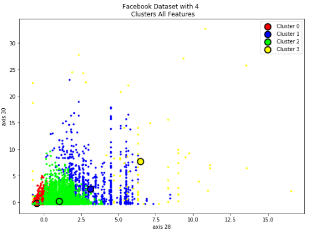 Facebook Dataset with 4
Clusters All Features
Cluster 0
Cluster 1
Cluster 2
Cluster 3
30
25
20
15
10
5
0
axis 30
0.0
2.5
5.0
7.5
10.0
12.5
15.0
axis 28